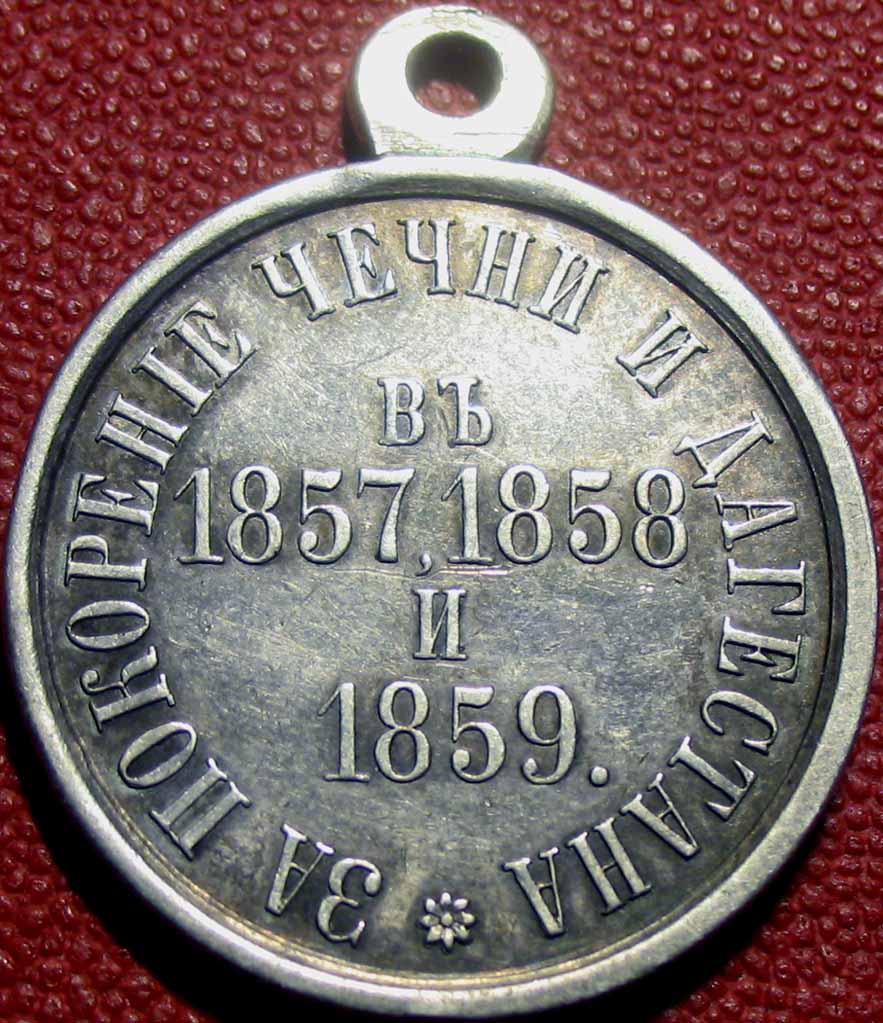 ЗА ПОКОРЕНІЕ ЧЕЧНИ И ДАГЕСТАНА
ВЪ
1857, 1858
И
1859.